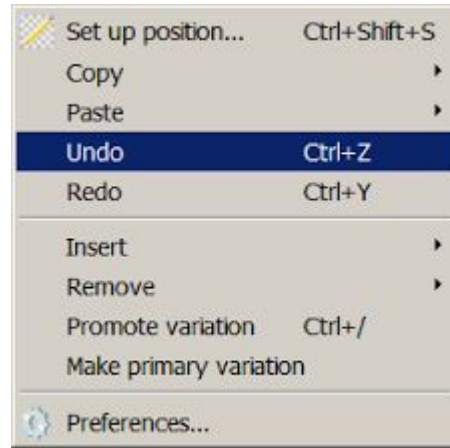 Set up position... Ctrl+Shift+S
Copy
Paste
Undo Ctrl+Z
Redo Ctrl+Y
Insert
Remove
Promote variation Ctrl+/
Make primary variation
Preferences...